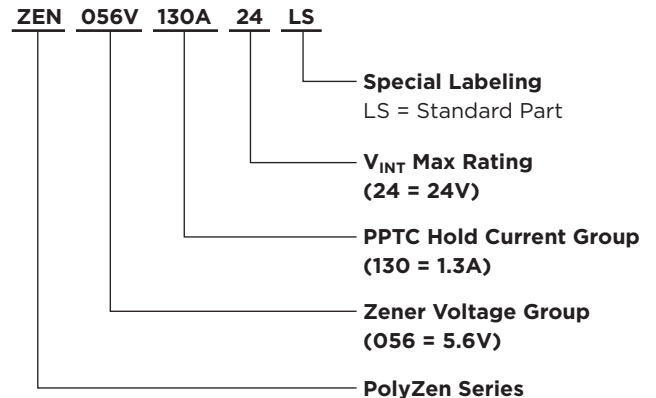 ZEN 056V 130A 24 LS
Special Labeling
LS = Standard Part
VINT Max Rating
(24 = 24V)
PPTC Hold Current Group
(130 = 1.3A)
Zener Voltage Group
(056 = 5.6V)
PolyZen Series